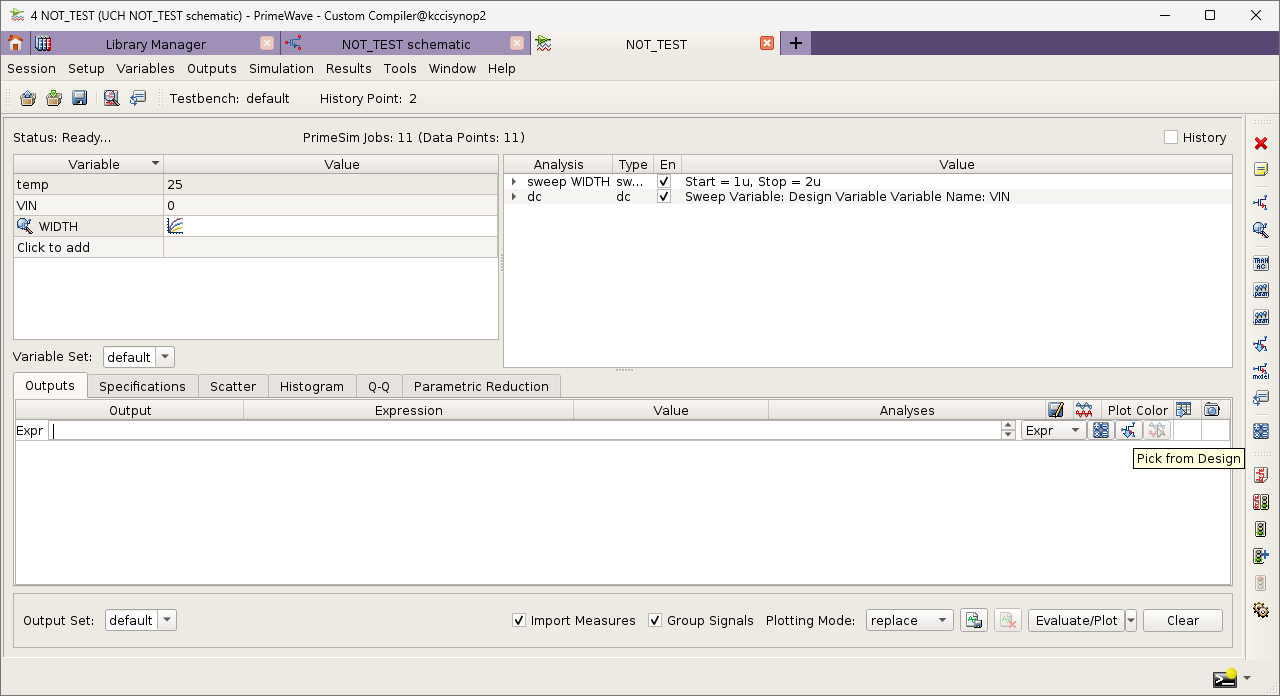 4 NOT_TEST (UCH NOT_TEST schematic) - PrimeWave - Custom Compiler@kccisynop2
Library Manager NOT_TEST schematic NOT_TEST
Session Setup Variables Outputs Simulation Results Tools Window Help
Testbench: default History Point: 2
Status: Ready... PrimeSim Jobs: 11 (Data Points: 11) History
Variable Value
temp 25
VIN 0
WIDTH
Click to add
Analysis Type En Value
sweep WIDTH sw... Start = 1u, Stop = 2u
dc dc Sweep Variable: Design Variable Variable Name: VIN
Variable Set: default
Outputs Specifications Scatter Histogram Q-Q Parametric Reduction
Output Expression Value Analyses Plot Color
Expr Expr
Pick from Design
Output Set: default Import Measures Group Signals Plotting Mode: replace Evaluate/Plot Clear
TRAN
AC
param
param
model